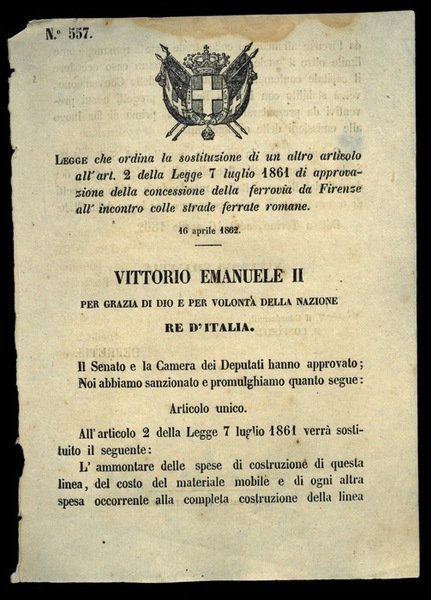 N.° 557.
LEGGE che ordina la sostituzione di un altro articolo
all'art. 2 della Legge 7 luglio 1861 di approva-
zione della concessione della ferrovia da Firenze
all'incontro colle strade ferrate romane.
16 aprile 1862.
VITTORIO EMANUELE II
PER GRAZIA DI DIO E PER VOLONTÀ DELLA NAZIONE
RE D'ITALIA.
Il Senato e la Camera dei Deputati hanno approvato;
Noi abbiamo sanzionato e promulghiamo quanto segue:
Articolo unico.
All'articolo 2 della Legge 7 luglio 1861 verrà sosti-
tuito il seguente:
L'ammontare delle spese di costruzione di questa
linea, del costo del materiale mobile e di ogni altra
spesa occorrente alla completa costruzione della linea